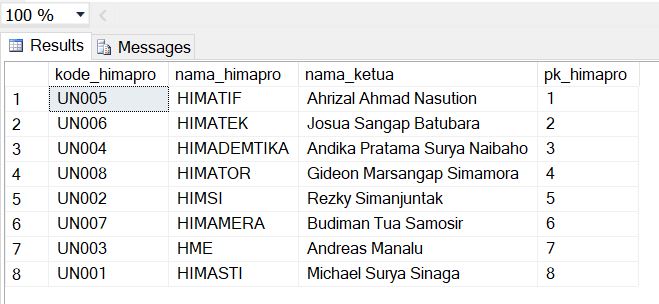 100 %
Results Messages
kode_himapro nama_himapro nama_ketua pk_himapro
1 UN005 HIMATIF Ahrizal Ahmad Nasution 1
2 UN006 HIMATEK Josua Sangap Batubara 2
3 UN004 HIMADEMTIKA Andika Pratama Surya Naibaho 3
4 UN008 HIMATOR Gideon Marsangap Simamora 4
5 UN002 HIMSI Rezky Simanjuntak 5
6 UN007 HIMAMERA Budiman Tua Samosir 6
7 UN003 HME Andreas Manalu 7
8 UN001 HIMASTI Michael Surya Sinaga 8